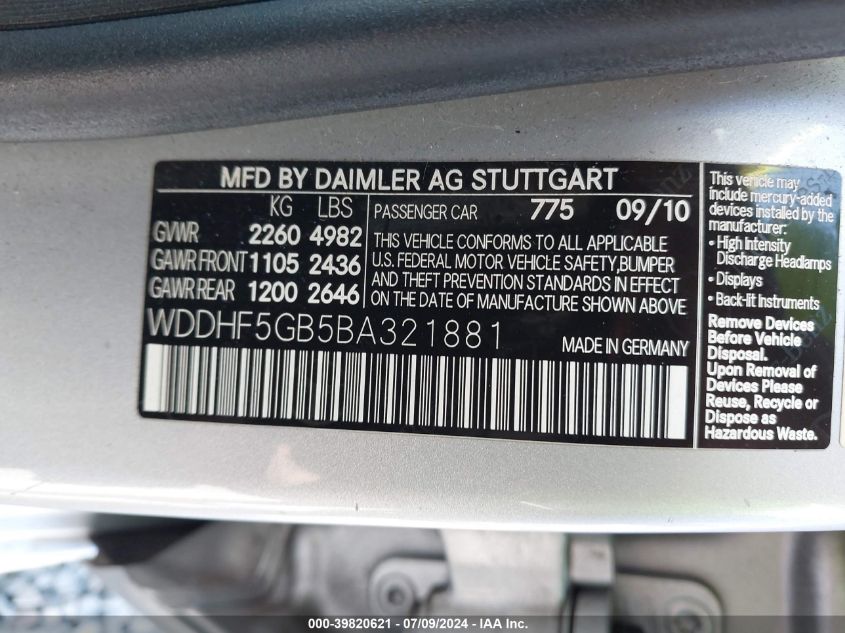 MFD BY DAIMLER AG STUTTGART
KG LBS
GVWR 2260 4982
GAWR FRONT 1105 2436
GAWR REAR 1200 2646
PASSENGER CAR 775 09/10
THIS VEHICLE CONFORMS TO ALL APPLICABLE
U.S. FEDERAL MOTOR VEHICLE SAFETY,BUMPER
AND THEFT PREVENTION STANDARDS IN EFFECT
ON THE DATE OF MANUFACTURE SHOWN ABOVE
WDDHF5GB5BA321881
MADE IN GERMANY
This vehicle may
include mercury-added
devices installed by the
manufacturer:
• High Intensity
Discharge Headlamps
• Displays
• Back-lit Instruments
Remove Devices
Before Vehicle
Disposal.
Upon Removal of
Devices Please
Reuse, Recycle or
Dispose as
Hazardous Waste.
000-39820621 - 07/09/2024 - IAA Inc.